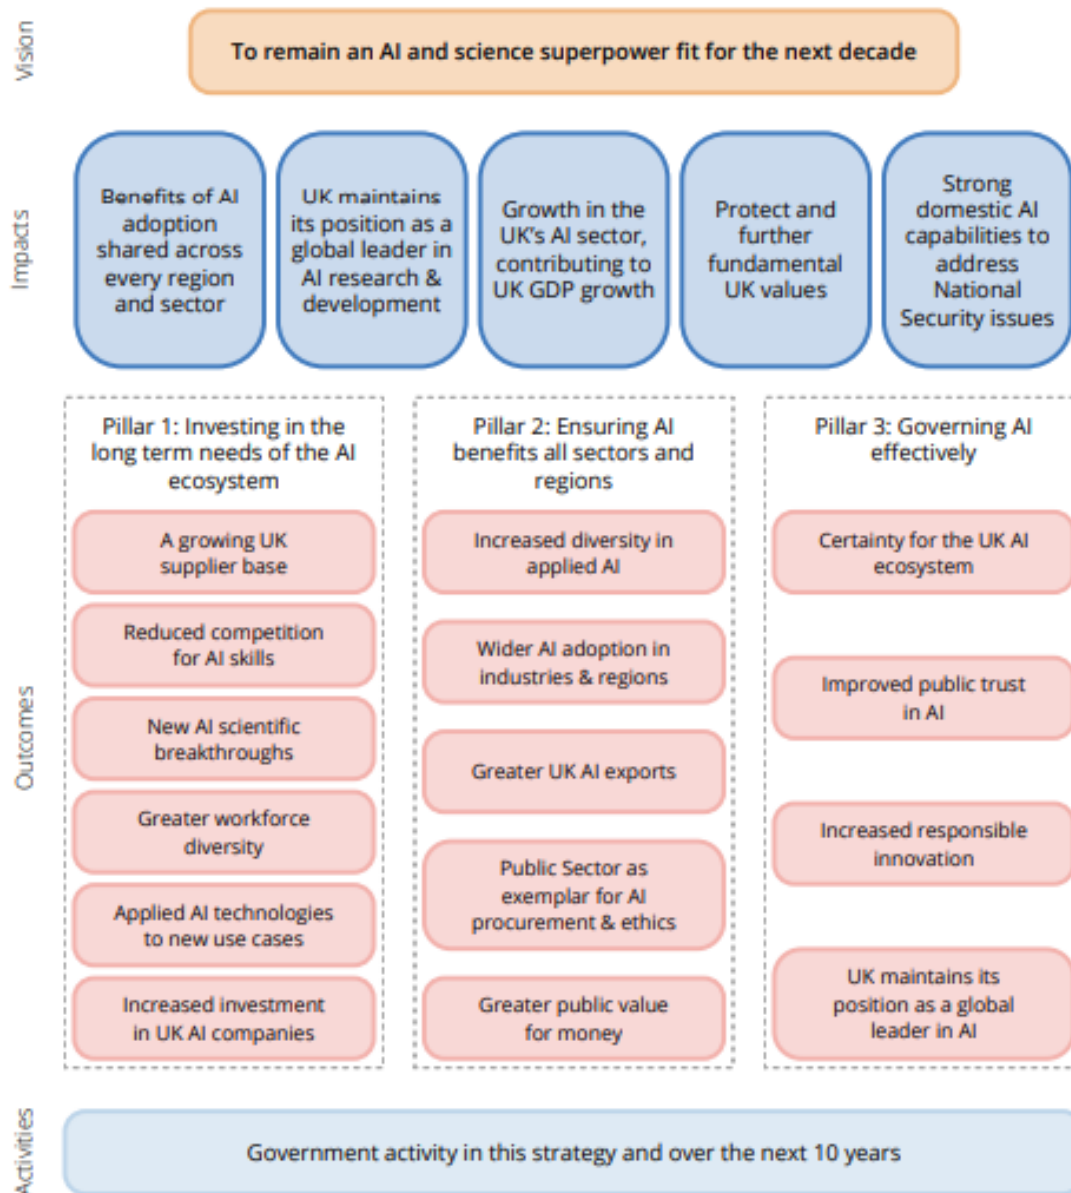 Vision
To remain an AI and science superpower fit for the next decade
Impacts
Benefits of AI
adoption
shared across
every region
and sector
UK maintains
its position as a
global leader in
AI research &
development
Growth in the
UK's AI sector,
contributing to
UK GDP growth
Protect and
further
fundamental
UK values
Strong
domestic AI
capabilities to
address
National
Security issues
Outcomes
Pillar 1: Investing in the
long term needs of the AI
ecosystem
A growing UK
supplier base
Reduced competition
for AI skills
New AI scientific
breakthroughs
Greater workforce
diversity
Applied AI technologies
to new use cases
Increased investment
in UK AI companies
Pillar 2: Ensuring AI
benefits all sectors and
regions
Increased diversity in
applied AI
Wider AI adoption in
industries & regions
Greater UK AI exports
Public Sector as
exemplar for AI
procurement & ethics
Greater public value
for money
Pillar 3: Governing AI
effectively
Certainty for the UK AI
ecosystem
Improved public trust
in AI
Increased responsible
innovation
UK maintains its
position as a global
leader in AI
Activities
Government activity in this strategy and over the next 10 years